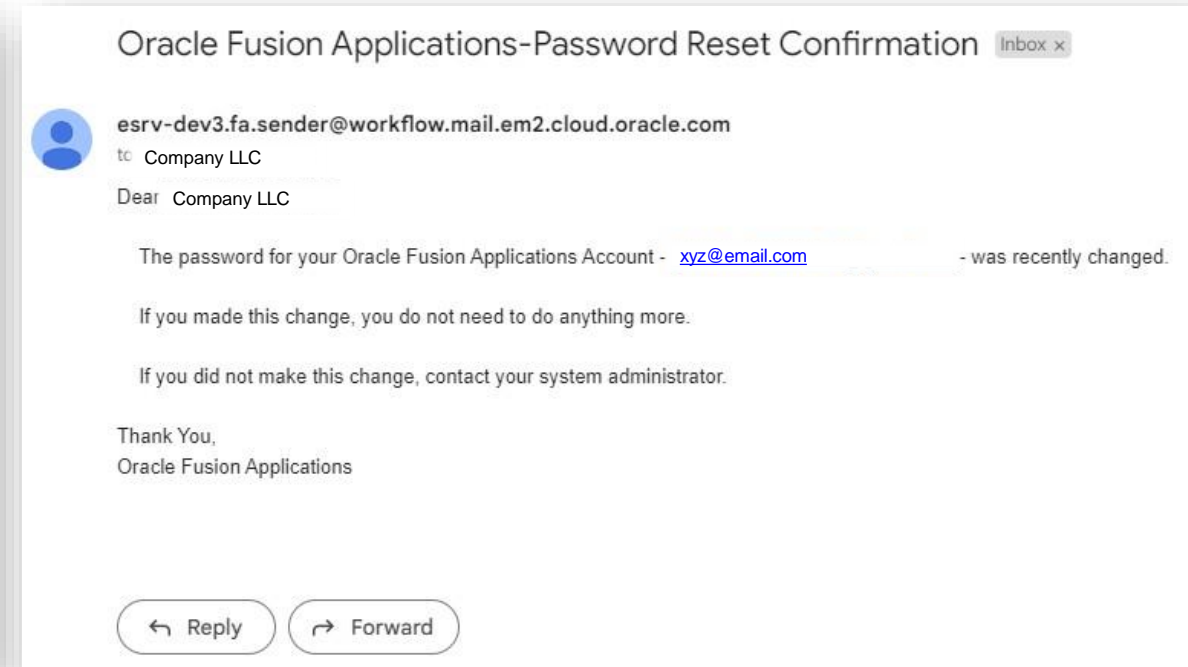 Oracle Fusion Applications-Password Reset Confirmation Inbox x
esrv-dev3.fa.sender@workflow.mail.em2.cloud.oracle.com
to Company LLC
Dear Company LLC
The password for your Oracle Fusion Applications Account - xyz@email.com - was recently changed.
If you made this change, you do not need to do anything more.
If you did not make this change, contact your system administrator.
Thank You,
Oracle Fusion Applications
Reply Forward